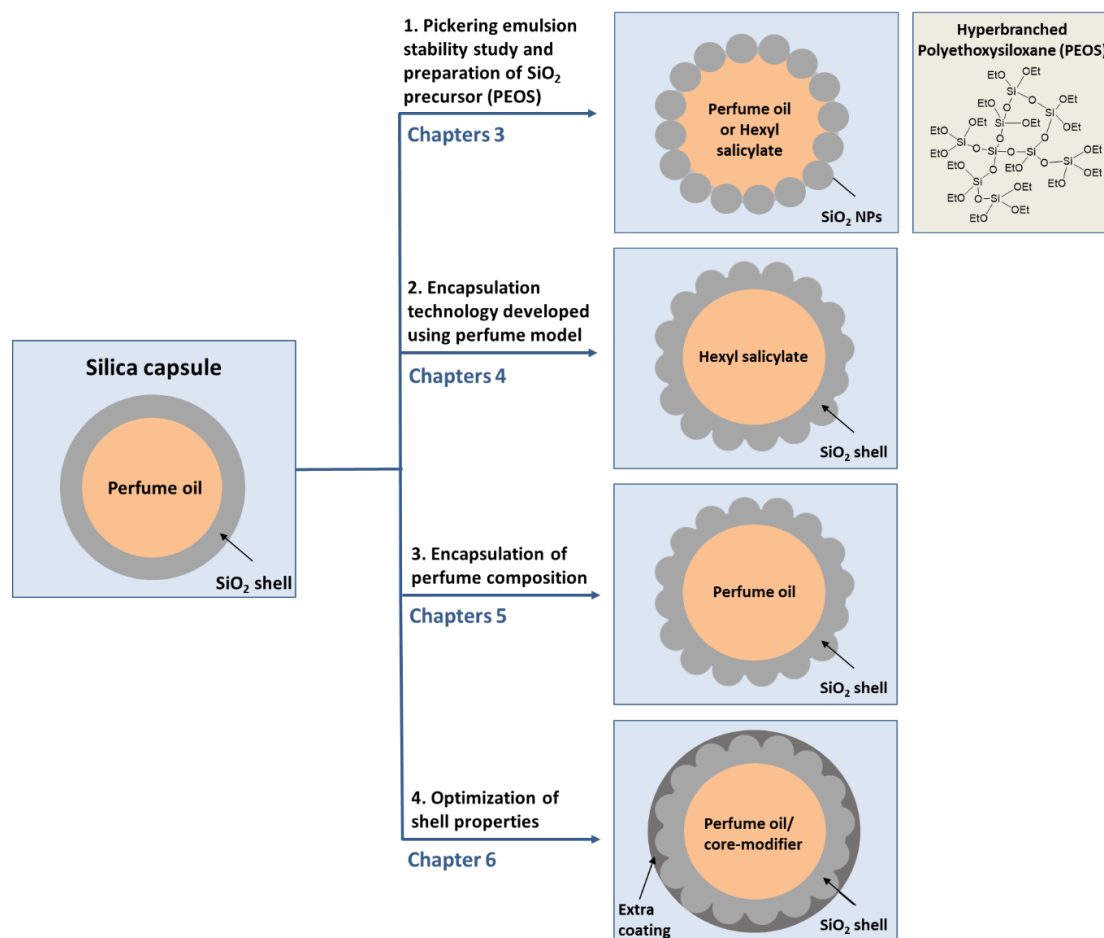 Silica capsule
Perfume oil
SiO₂ shell
1. Pickering emulsion
stability study and
preparation of SiO₂
precursor (PEOS)
Chapters 3
Perfume oil
or Hexyl
salicylate
SiO₂ NPs
Hyperbranched
Polyethoxysiloxane (PEOS)
EtO OEt
Si
EtO O O OEt
Si Si
OEt OEt OEt
EtO OEt EtO Si OEt O
Si O O OEt
EtO O Si O Si O Si OEt
EtO O EtO O Si OEt
EtO Si EtO OEt
EtO O OEt
O Si OEt
EtO OEt
2. Encapsulation
technology developed
using perfume model
Chapters 4
Hexyl salicylate
SiO₂ shell
3. Encapsulation of
perfume composition
Chapters 5
Perfume oil
SiO₂ shell
4. Optimization of
shell properties
Chapter 6
Perfume oil/
core-modifier
Extra
coating
SiO₂ shell